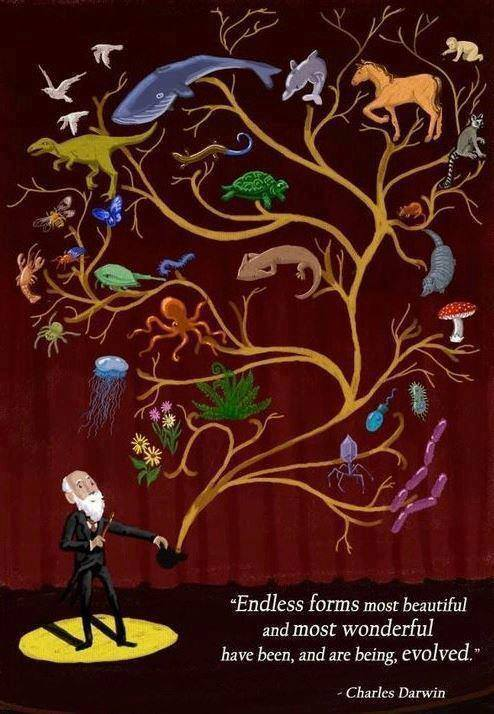 “Endless forms most beautiful
and most wonderful
have been, and are being, evolved.”
- Charles Darwin